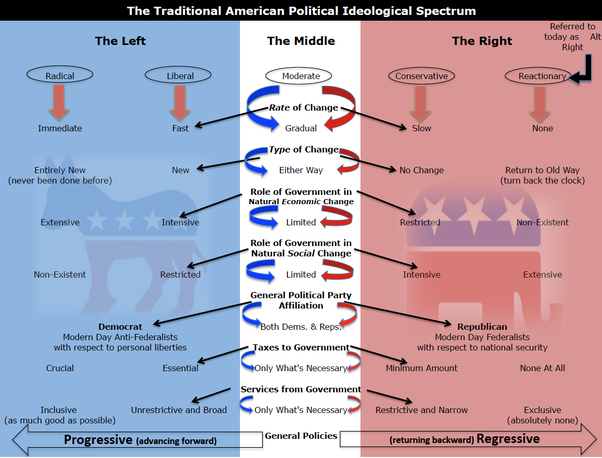 The Traditional American Political Ideological Spectrum
Referred to
today as Alt
Right
The Left
The Middle
The Right
Radical
Liberal
Moderate
Conservative
Reactionary
Rate of Change
Immediate
Fast
Gradual
Slow
None
Type of Change
Entirely New
(never been done before)
New
Either Way
No Change
Return to Old Way
(turn back the clock)
Role of Government in
Natural Economic Change
Extensive
Intensive
Limited
Restricted
Non-Existent
Role of Government in
Natural Social Change
Non-Existent
Restricted
Limited
Intensive
Extensive
General Political Party
Affiliation
Democrat
Modern Day Anti-Federalists
with respect to personal liberties
Both Dems. & Reps.
Republican
Modern Day Federalists
with respect to national security
Taxes to Government
Crucial
Essential
Only What's Necessary
Minimum Amount
None At All
Services from Government
Inclusive
(as much good as possible)
Unrestrictive and Broad
Only What's Necessary
Restrictive and Narrow
Exclusive
(absolutely none)
Progressive (advancing forward)
General Policies
(returning backward) Regressive